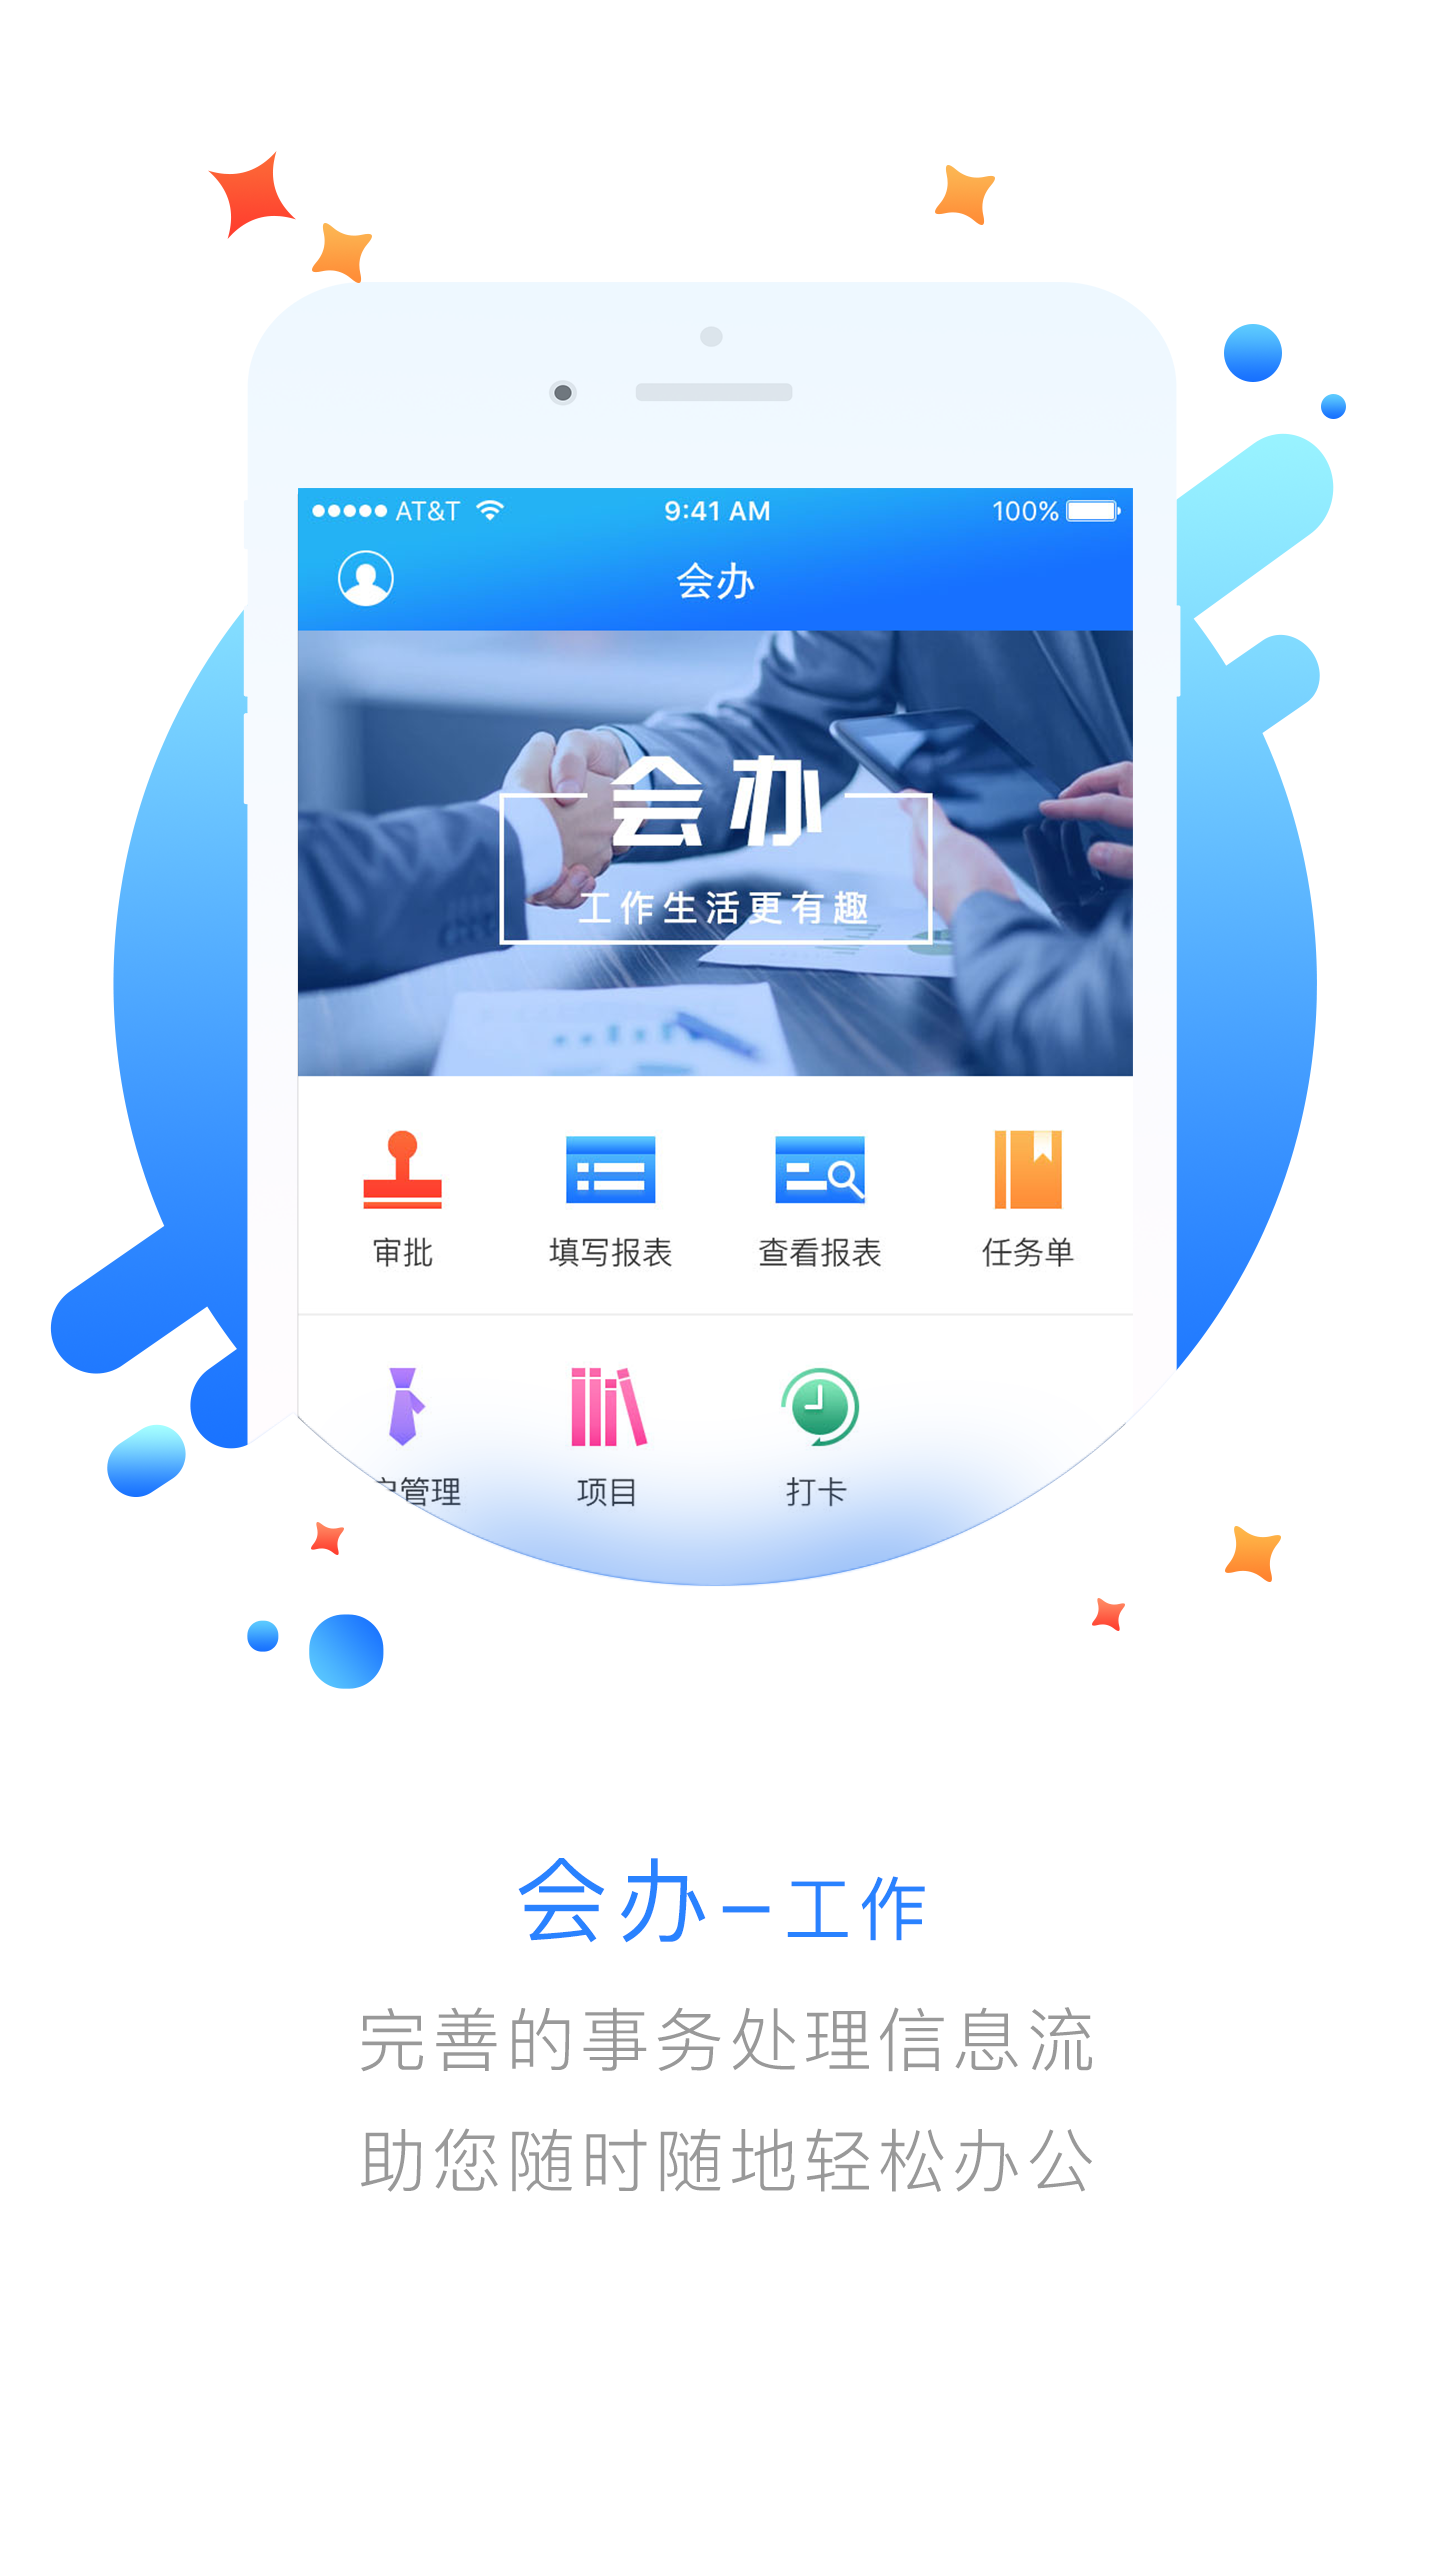 AT&T 9:41 AM 100%
会办
会办
工作生活更有趣
审批 填写报表 查看报表 任务单
户管理 项目 打卡
会办-工作
完善的事务处理信息流
助您随时随地轻松办公